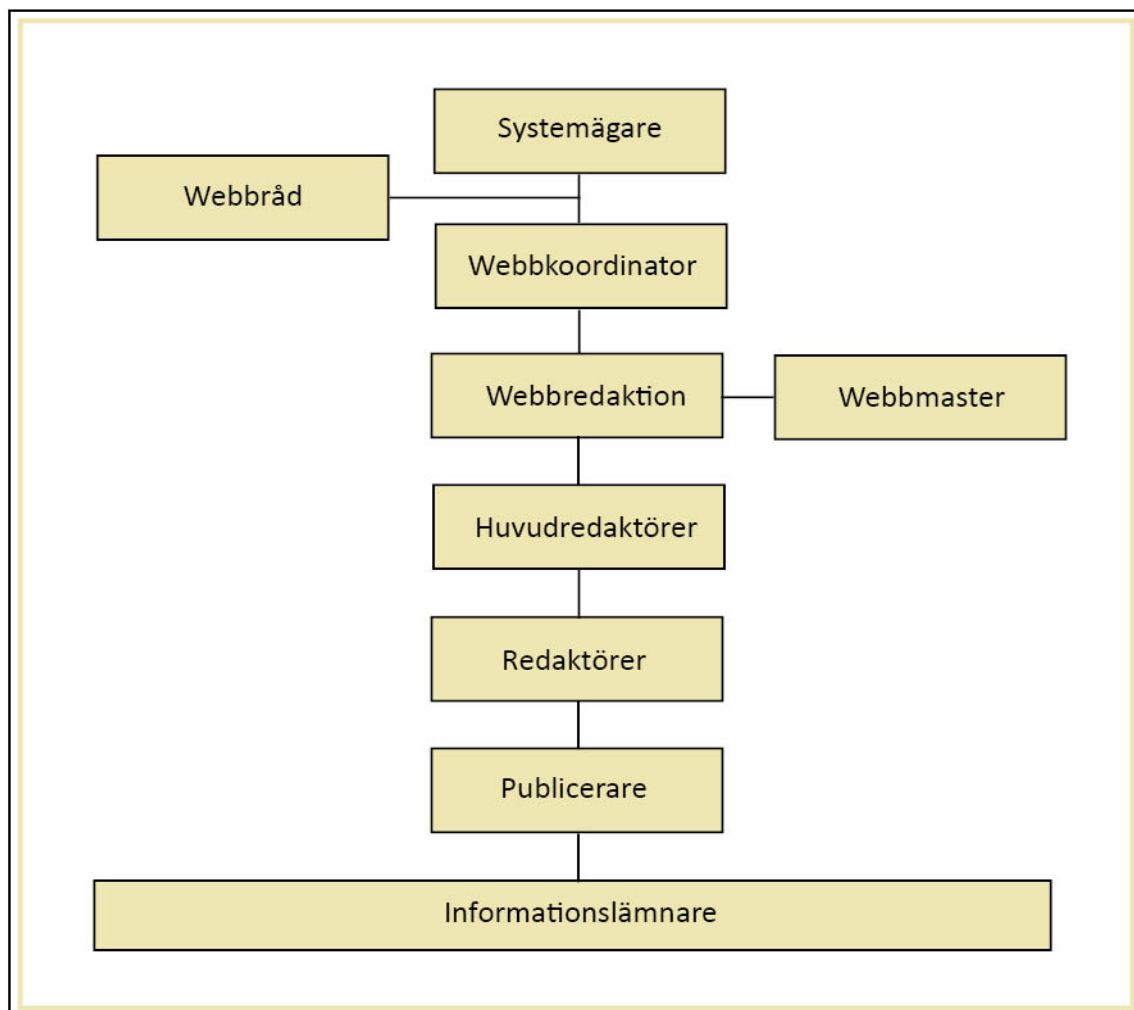 Systemägare
Webbråd
Webbkoordinator
Webbredaktion
Webbmaster
Huvudredaktörer
Redaktörer
Publicerare
Informationslämnare